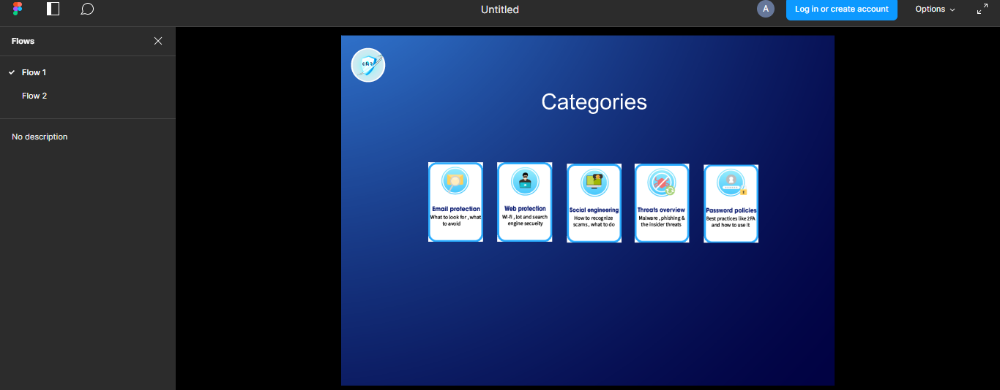 Untitled
A
Log in or create account
Options
Flows
Flow 1
Flow 2
No description
Categories
Email protection
What to look for , what
to avoid
Web protection
Wi-fi , Iot and search
engine secueity
Social engineering
How to recognize
scams , what to do
Threats overview
Malware , phishing &
the insider threats
Password policies
Best practices like 2FA
and how to use it